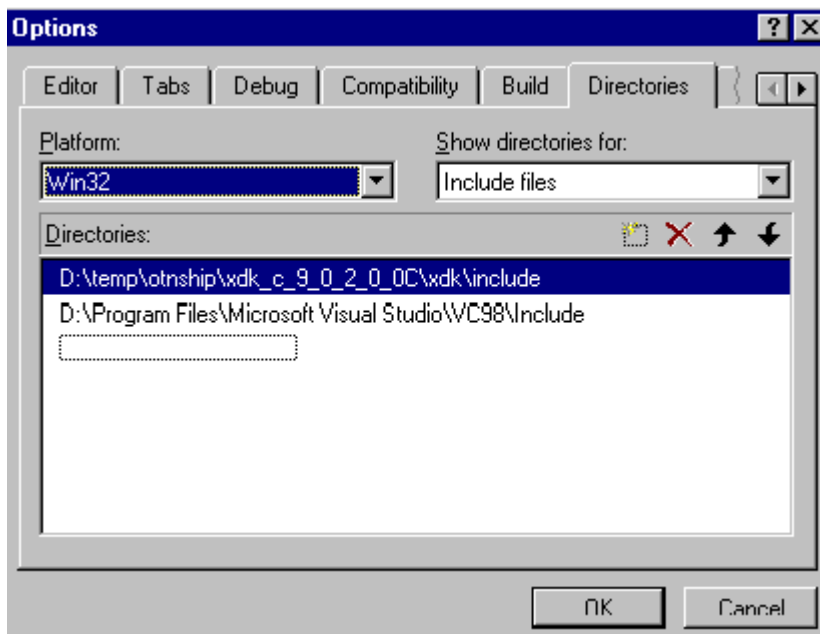 Options
Editor Tabs Debug Compatibility Build Directories
Platform: Show directories for:
Win32 Include files
Directories:
D:\temp\otnship\xdk_c_9_0_2_0_0C\xdk\include
D:\Program Files\Microsoft Visual Studio\VC98\Include
OK Cancel